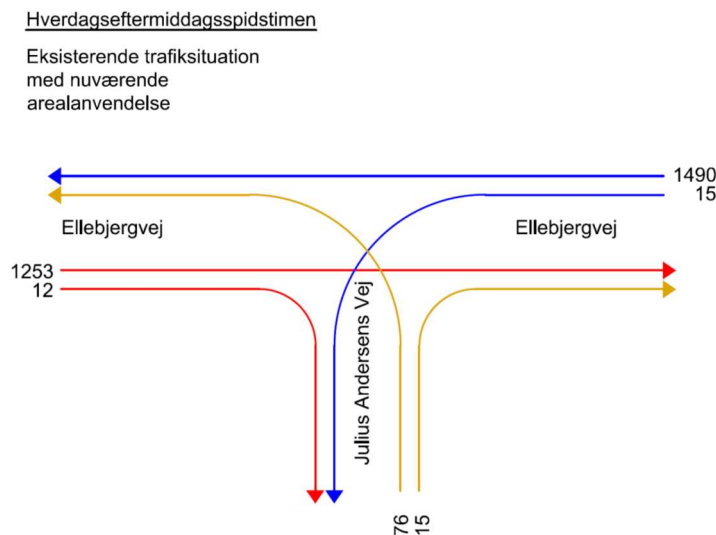 Hverdagseftermiddagsspidstimen
Eksisterende trafiksituation
med nuværende
arealanvendelse
1490
15
Ellebjergvej
Ellebjergvej
1253
12
Julius Andersens Vej
76
15